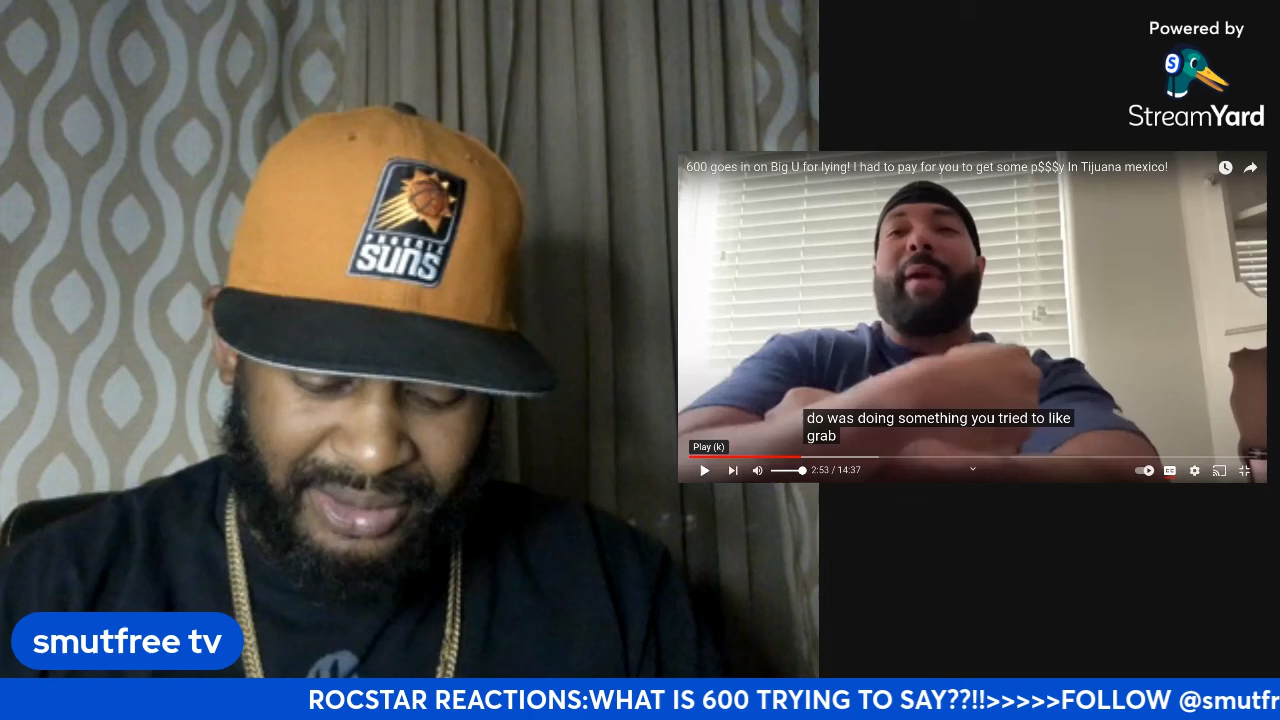 Powered by
StreamYard
600 goes in on Big U for lying! I had to pay for you to get some p$$$y In Tijuana mexico!
PHOENIX
SUNS
do was doing something you tried to like
grab
Play (k)
2:53 / 14:37
smutfree tv
ROCSTAR REACTIONS:WHAT IS 600 TRYING TO SAY??!!>>>>>FOLLOW @smutfr